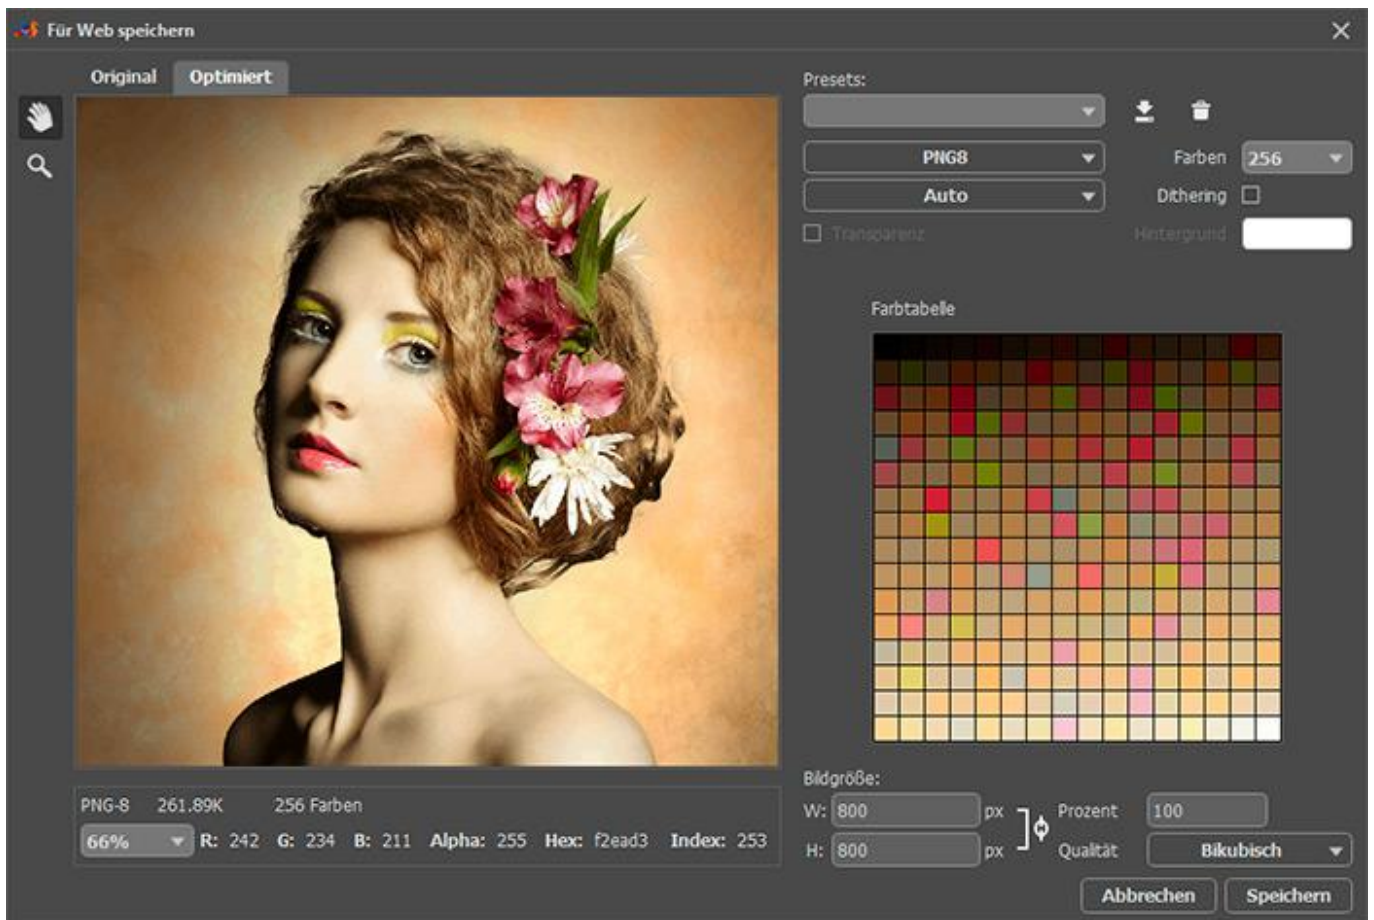 Für Web speichern
Original Optimiert
Presets:
PNG8 Farben 256
Auto Dithering
Transparenz Hintergrund
Farbtabelle
Bildgröße:
PNG-8 261.89K 256 Farben
W: 800 px Prozent 100
66% R: 242 G: 234 B: 211 Alpha: 255 Hex: f2ead3 Index: 253
H: 800 px Qualität Bikubisch
Abbrechen Speichern